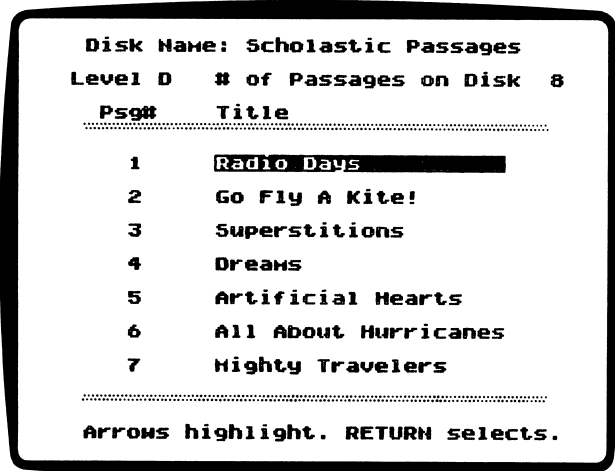 Disk Name: Scholastic Passages
Level D # of Passages on Disk 8
Psg# Title
1 Radio Days
2 Go Fly A Kite!
3 Superstitions
4 Dreams
5 Artificial Hearts
6 All About Hurricanes
7 Mighty Travelers
Arrows highlight. RETURN selects.